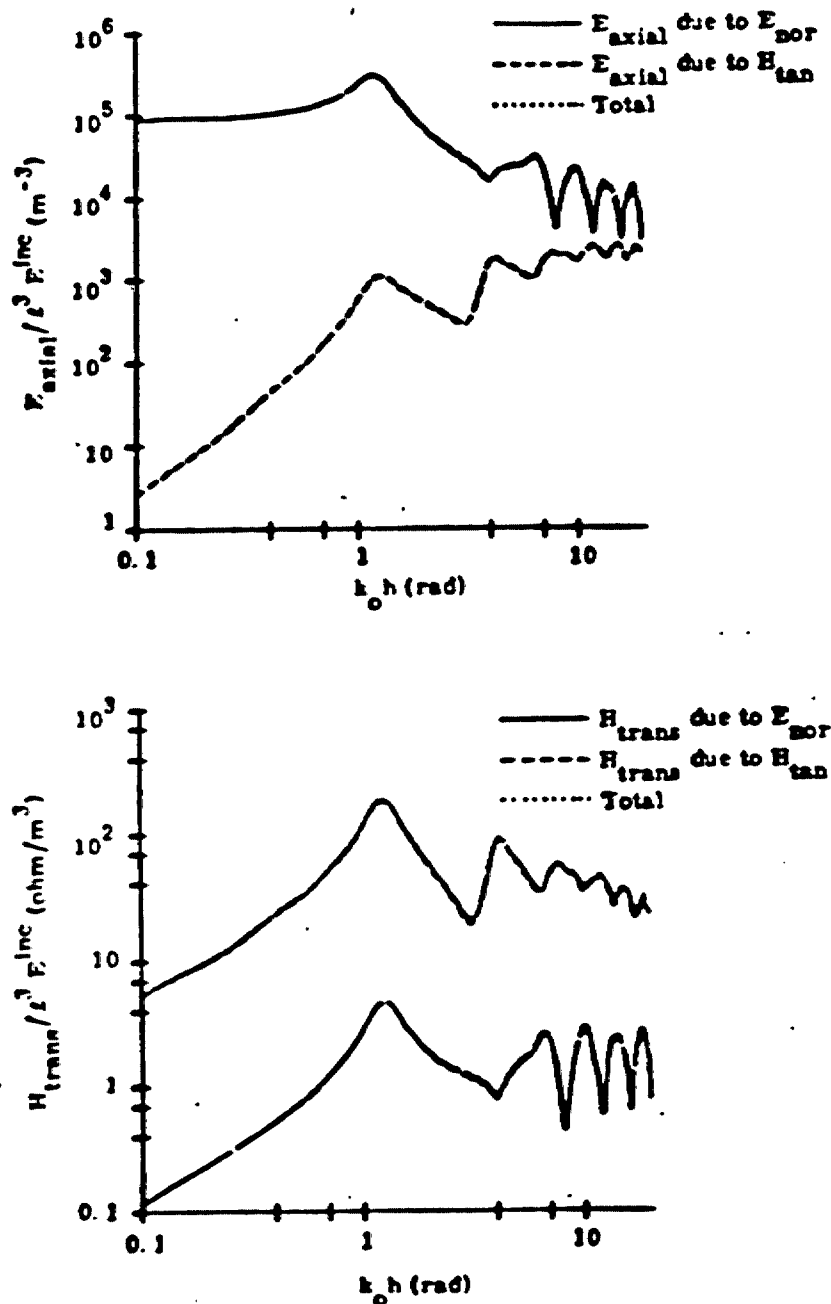 E_axial due to E_nor
E_axial due to H_tan
Total
10^6
10^5
10^4
10^3
10^2
10
1
E_axial/ℓ^3 E^inc (m^-3)
0.1
1
10
k_o h (rad)
H_trans due to E_nor
H_trans due to H_tan
Total
10^3
10^2
10
1
0.1
H_trans/ℓ^3 E^inc (ohm/m^3)
0.1
1
10
k_o h (rad)